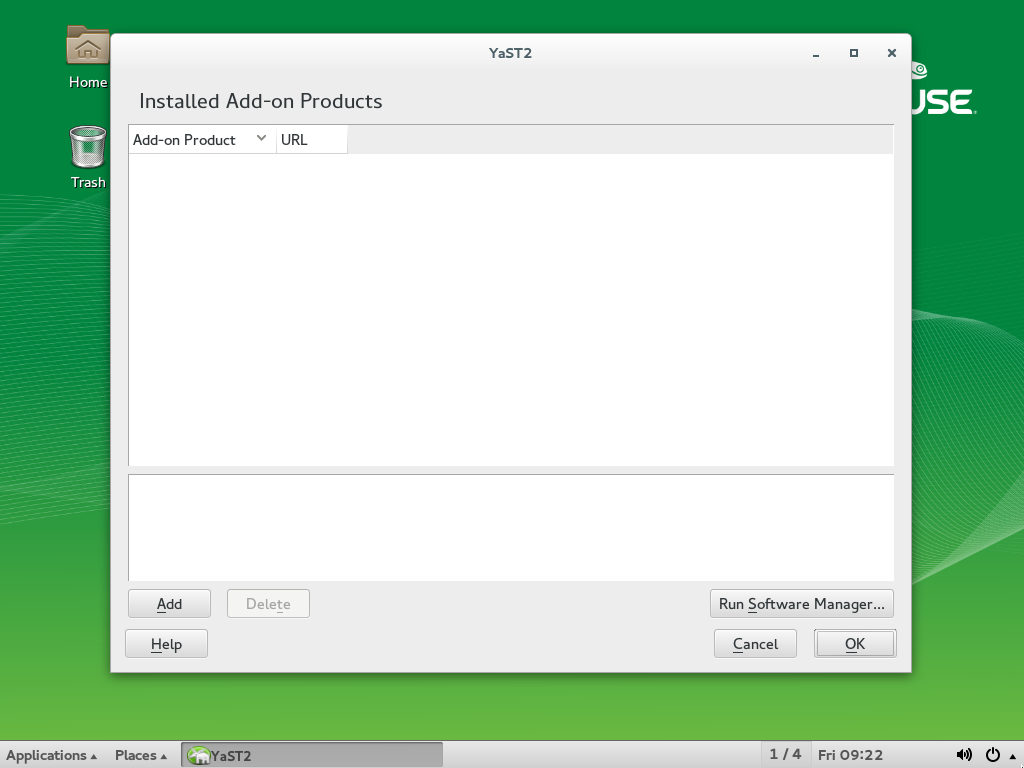 YaST2
Home
Installed Add-on Products
USE
Add-on Product URL
Trash
Add Delete Run Software Manager...
Help Cancel OK
Applications Places YaST2 1 / 4 Fri 09:22